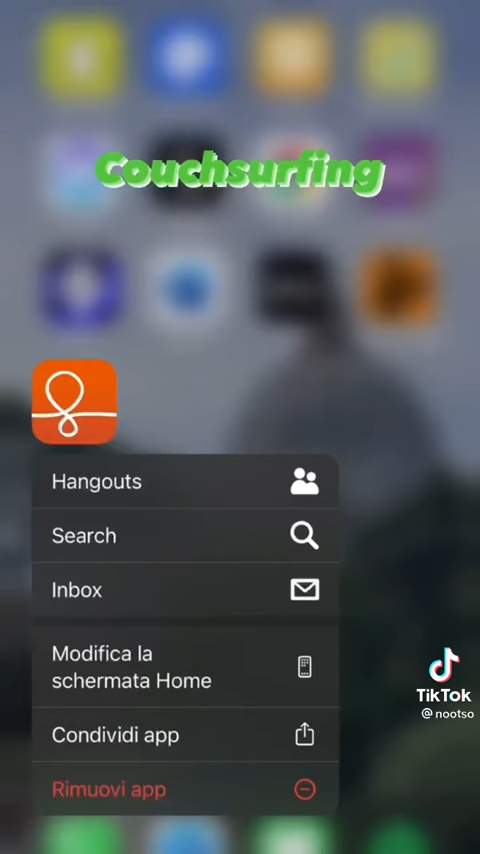 Couchsurfing
Hangouts
Search
Inbox
Modifica la
schermata Home
Condividi app
Rimuovi app
TikTok
@nootso